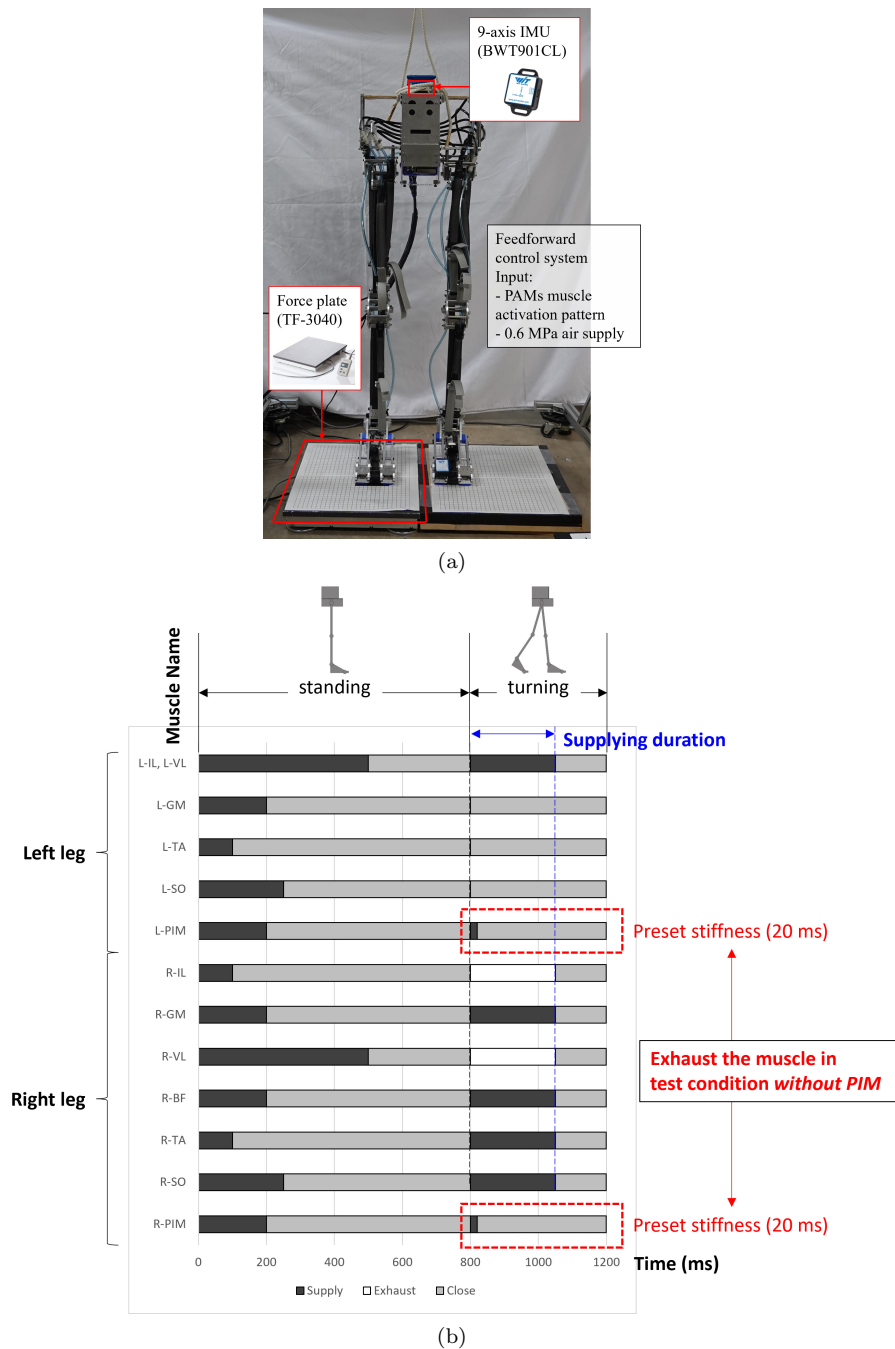 9-axis IMU
(BWT901CL)
Feedforward
control system
Input:
- PAMs muscle
activation pattern
- 0.6 MPa air supply
Force plate
(TF-3040)
(a)
Muscle Name
standing
turning
Supplying duration
L-IL, L-VL
L-GM
L-TA
L-SO
L-PIM
R-IL
R-GM
R-VL
R-BF
R-TA
R-SO
R-PIM
Left leg
Right leg
Preset stiffness (20 ms)
Exhaust the muscle in
test condition without PIM
Preset stiffness (20 ms)
0 200 400 600 800 1000 1200
Time (ms)
Supply Exhaust Close
(b)